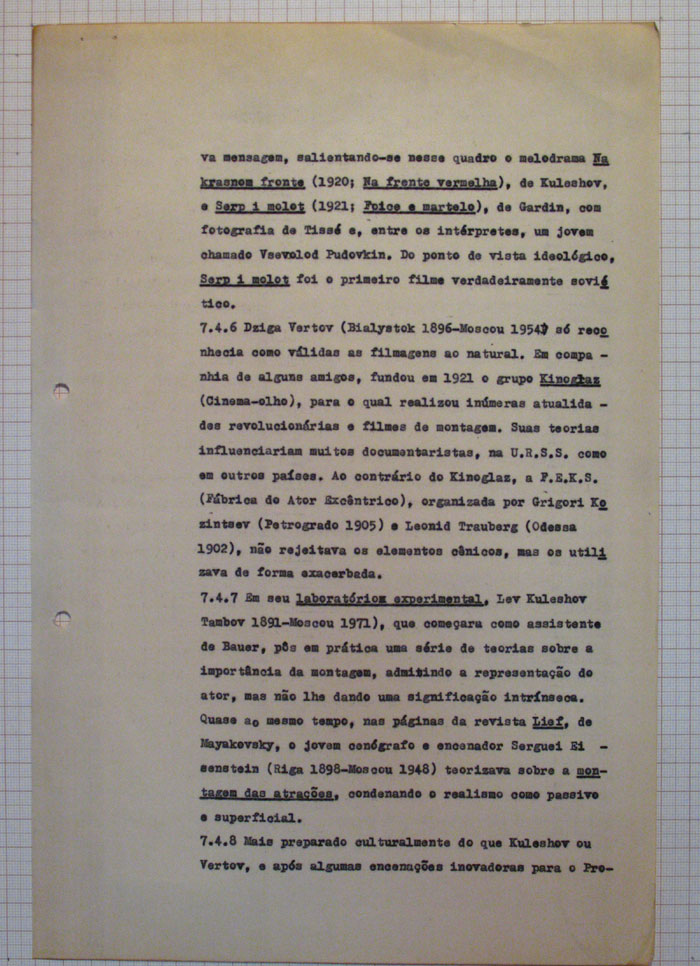 va mensagem, salientando-se nesse quadro o melodrama Na
krasnom fronte (1920; Na frente vermelha), de Kuleshov,
e Serp i molot (1921; Foice e martelo), de Gardin, com
fotografia de Tissé e, entre os intérpretes, um jovem
chamado Vsevolod Pudovkin. Do ponto de vista ideológico,
Serp i molot foi o primeiro filme verdadeiramente sovié
tico.
7.4.6 Dziga Vertov (Bialystok 1896-Moscou 1954) só reco
nhecia como válidas as filmagens ao natural. Em compa -
nhia de alguns amigos, fundou em 1921 o grupo Kinoglaz
(Cinema-olho), para o qual realizou inúmeras atualida -
des revolucionárias e filmes de montagem. Suas teorias
influenciariam muitos documentaristas, na U.R.S.S. como
em outros países. Ao contrário do Kinoglaz, a F.E.K.S.
(Fábrica do Ator Excêntrico), organizada por Grigori Ko
zintsev (Petrogrado 1905) e Leonid Trauberg (Odessa
1902), não rejeitava os elementos cênicos, mas os utili
zava de forma exacerbada.
7.4.7 Em seu laboratório experimental, Lev Kuleshov
Tambov 1891-Moscou 1971), que começara como assistente
de Bauer, pôs em prática uma série de teorias sobre a
importância da montagem, admitindo a representação do
ator, mas não lhe dando uma significação intrínseca.
Quase ao mesmo tempo, nas páginas da revista Lief, de
Mayakovsky, o jovem cenógrafo e encenador Serguei Ei -
senstein (Riga 1898-Moscou 1948) teorizava sobre a mon-
tagem das atrações, condenando o realismo como passivo
e superficial.
7.4.8 Mais preparado culturalmente do que Kuleshov ou
Vertov, e após algumas encenações inovadoras para o Pro-